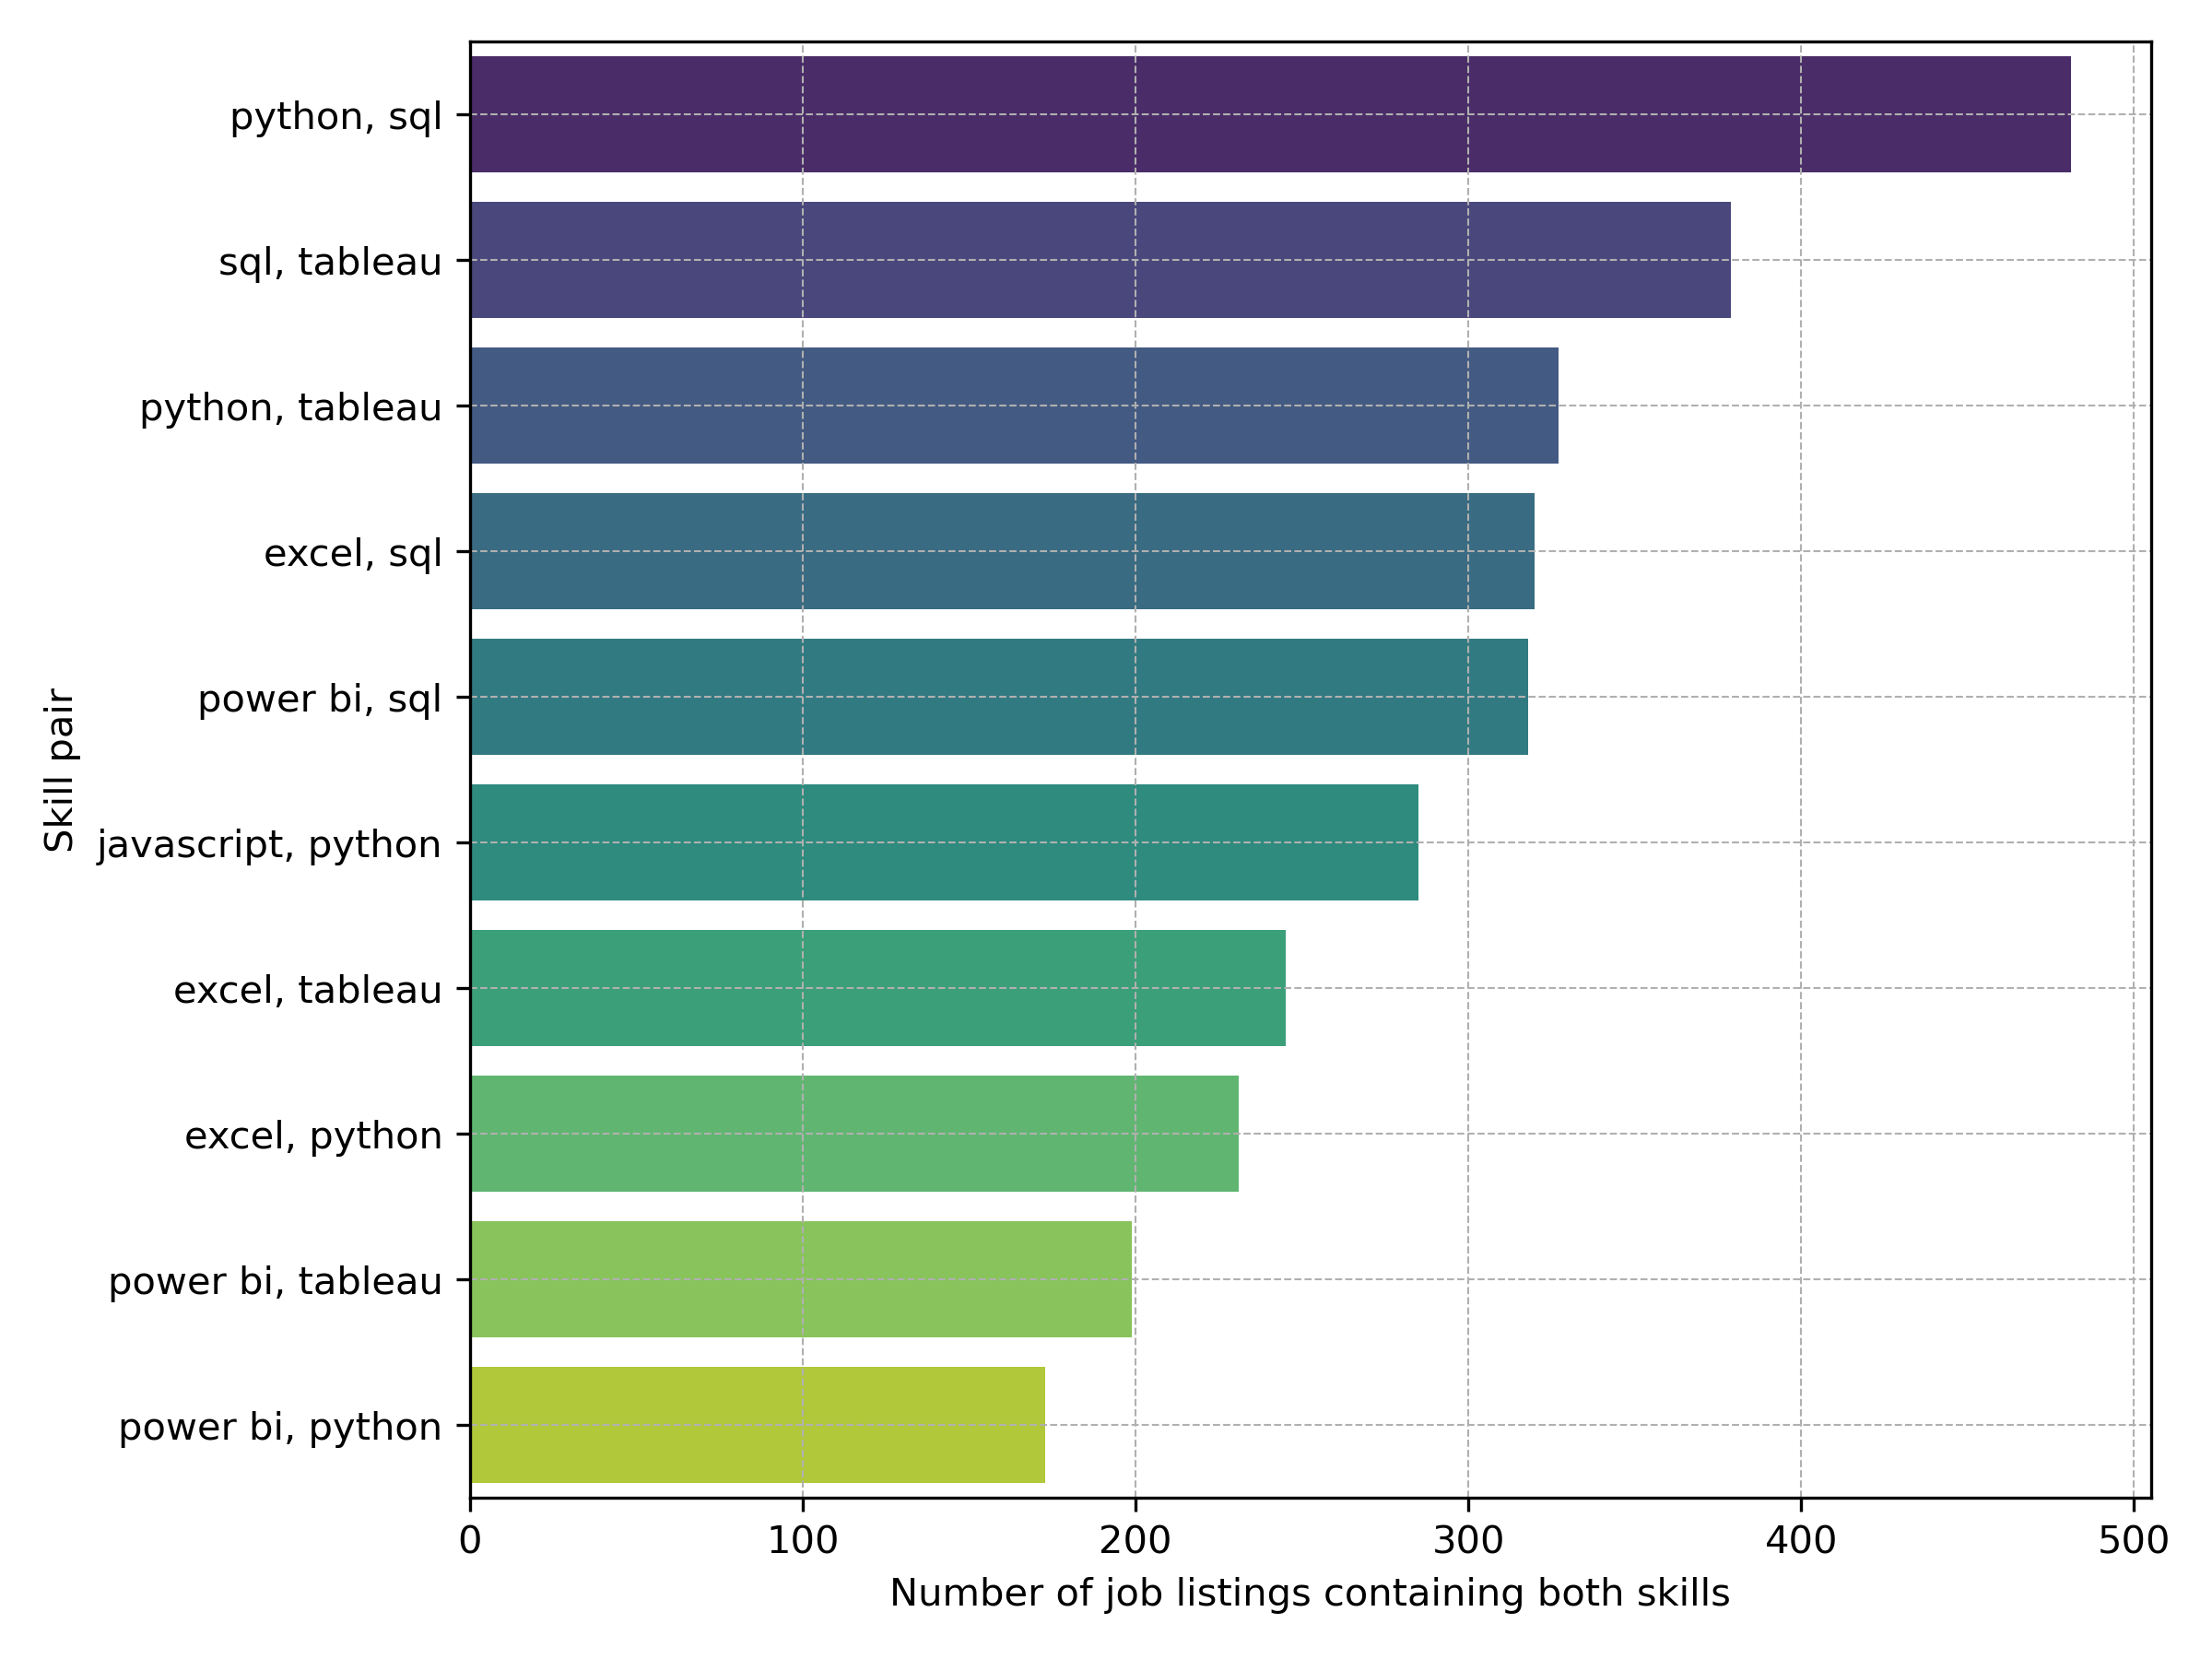 python, sql
sql, tableau
python, tableau
excel, sql
power bi, sql
javascript, python
excel, tableau
excel, python
power bi, tableau
power bi, python
Skill pair
0 100 200 300 400 500
Number of job listings containing both skills